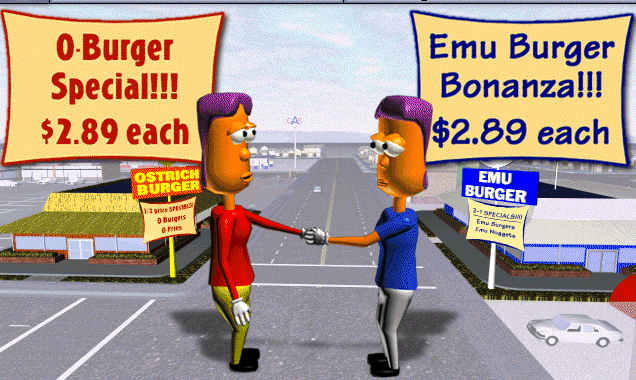 O-Burger
Special!!!
$2.89 each
Emu Burger
Bonanza!!!
$2.89 each
GAS
OSTRICH
BURGER
1/2 price SPECIALS!
O-Burgers
O-Fries
EMU
BURGER
2-1 SPECIALS!!!!
Emu Burgers
Emu Nuggets